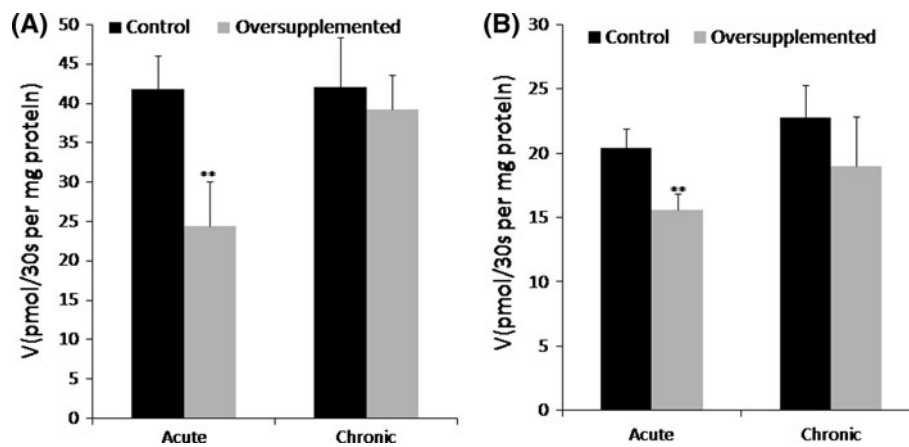 (A)
Control Oversupplemented
V(pmol/30s per mg protein)
50
45
40
35
30
25
20
15
10
5
0
**
Acute Chronic
(B)
Control Oversupplemented
V(pmol/30s per mg protein)
30
25
20
15
10
5
0
**
Acute Chronic